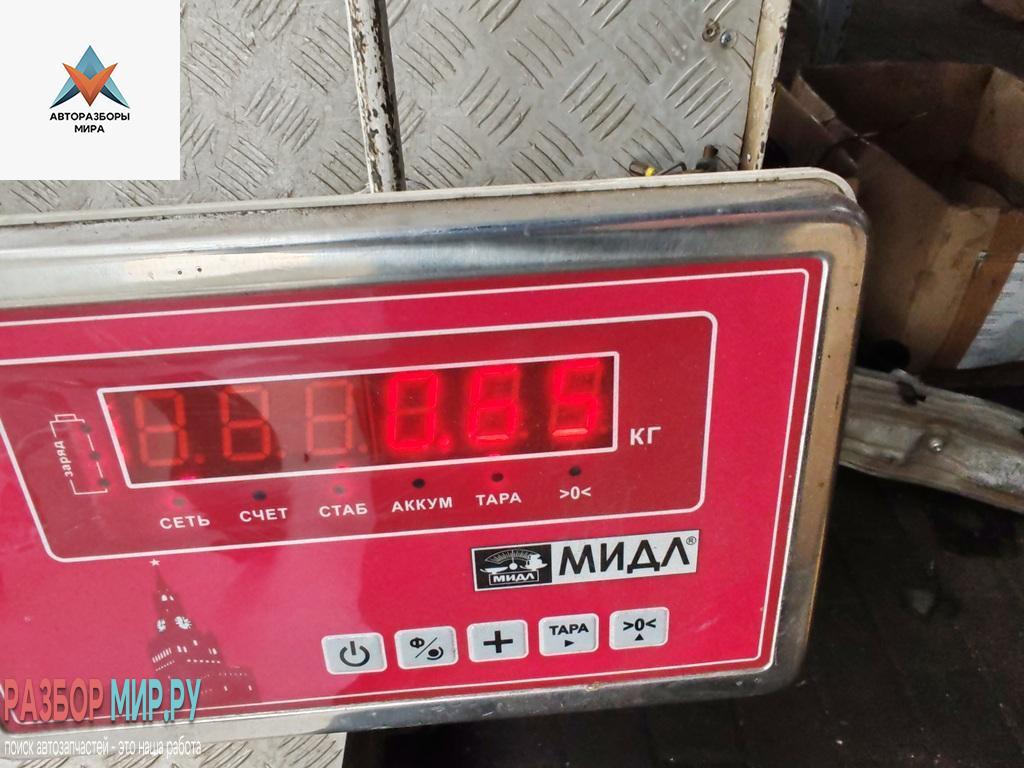 АВТОРАЗБОРЫ
МИРА
0.65
КГ
заряд
СЕТЬ СЧЕТ СТАБ АККУМ ТАРА >0<
МИДЛ МИДЛ®
Ф/ + ТАРА >0<
РАЗБОР МИР.РУ
поиск автозапчастей - это наша работа